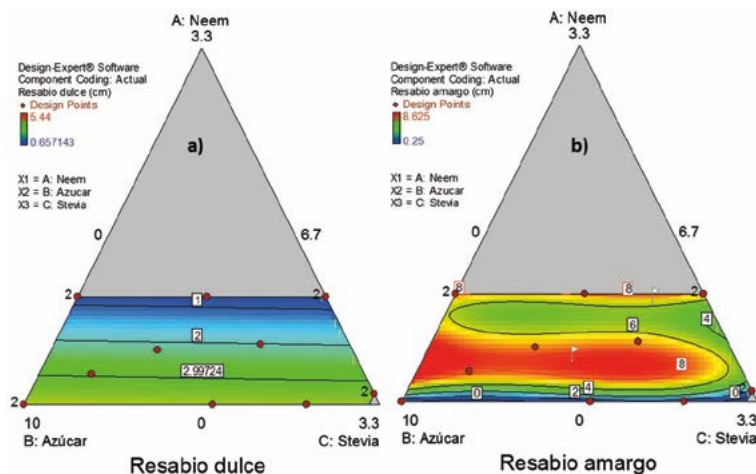 A: Neem
3.3
Design-Expert® Software
Component Coding: Actual
Resabio dulce (cm)
Design Points
5.44
0.657143
X1 = A: Neem
X2 = B: Azucar
X3 = C: Stevia
a)
0
6.7
2
2
1
2
2.99724
2
2
10
0
3.3
B: Azúcar
C: Stevia
Resabio dulce
A: Neem
3.3
Design-Expert® Software
Component Coding: Actual
Resabio amargo (cm)
Design Points
8.625
0.25
X1 = A: Neem
X2 = B: Azúcar
X3 = C: Stevia
b)
0
6.7
2
8
8
2
4
6
8
0
2
4
0
2
10
0
3.3
B: Azúcar
C: Stevia
Resabio amargo